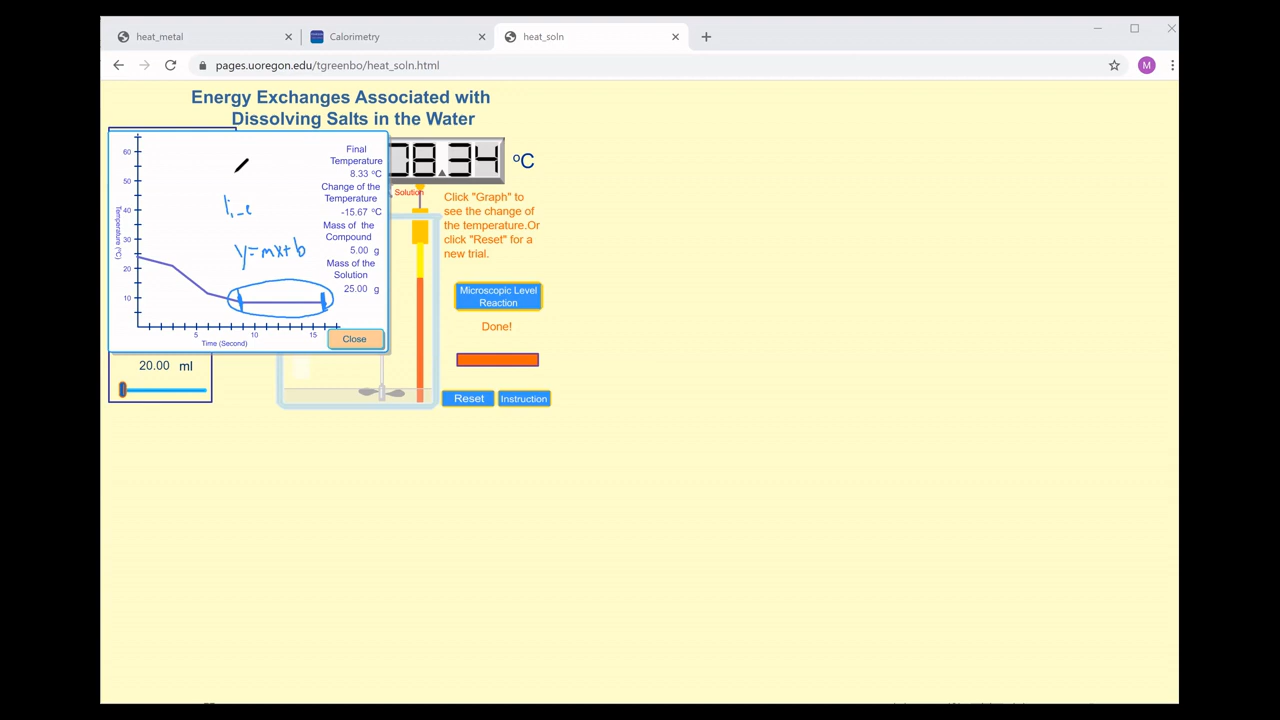 heat_metal
Calorimetry
heat_soln
pages.uoregon.edu/tgreenbo/heat_soln.html
M
Energy Exchanges Associated with
Dissolving Salts in the Water
60
50
40
30
20
10
Temperature (ºC)
5
10
15
Time (Second)
y=mx+b
Final
Temperature
8.33 ºC
Change of the
Temperature
-15.67 ºC
Mass of the
Compound
5.00 g
Mass of the
Solution
25.00 g
Close
08.34 ºC
Solution
Click "Graph" to
see the change of
the temperature.Or
click "Reset" for a
new trial.
Microscopic Level
Reaction
Done!
20.00 ml
Reset
Instruction